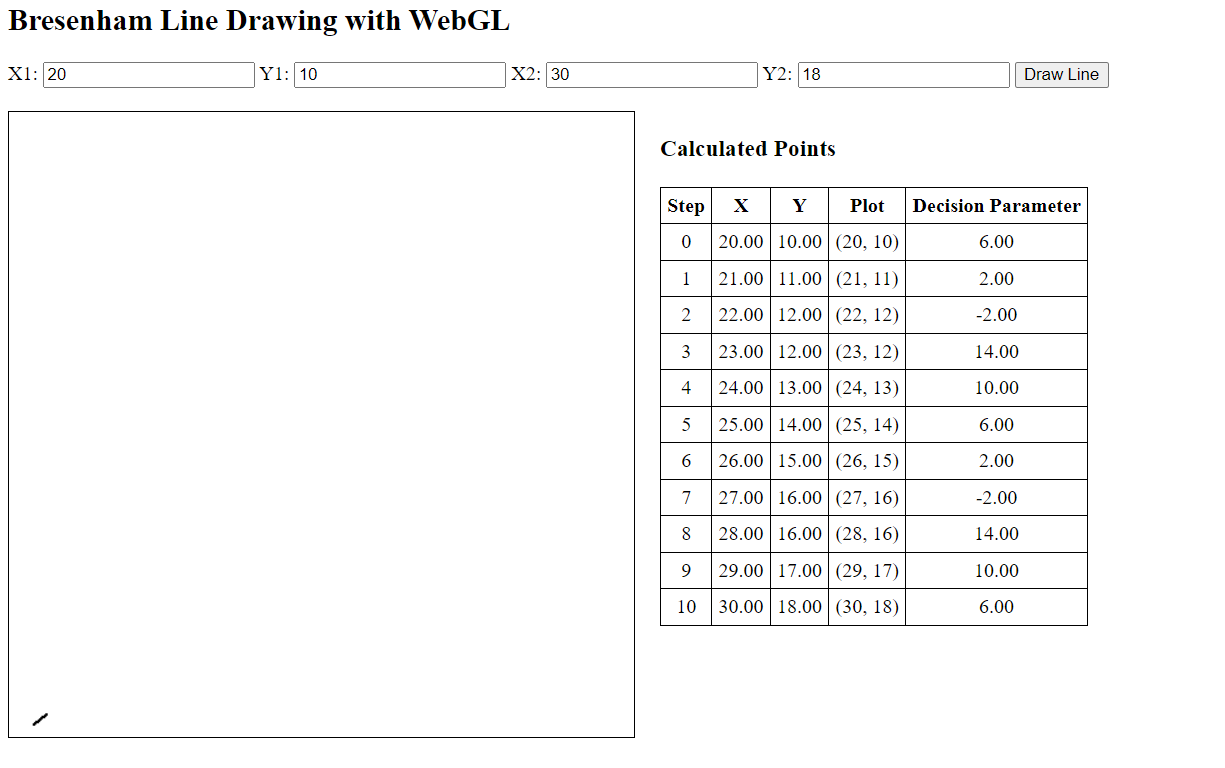 Bresenham Line Drawing with WebGL
X1: 20 Y1: 10 X2: 30 Y2: 18 Draw Line
Calculated Points
Step X Y Plot Decision Parameter
0 20.00 10.00 (20, 10) 6.00
1 21.00 11.00 (21, 11) 2.00
2 22.00 12.00 (22, 12) -2.00
3 23.00 12.00 (23, 12) 14.00
4 24.00 13.00 (24, 13) 10.00
5 25.00 14.00 (25, 14) 6.00
6 26.00 15.00 (26, 15) 2.00
7 27.00 16.00 (27, 16) -2.00
8 28.00 16.00 (28, 16) 14.00
9 29.00 17.00 (29, 17) 10.00
10 30.00 18.00 (30, 18) 6.00